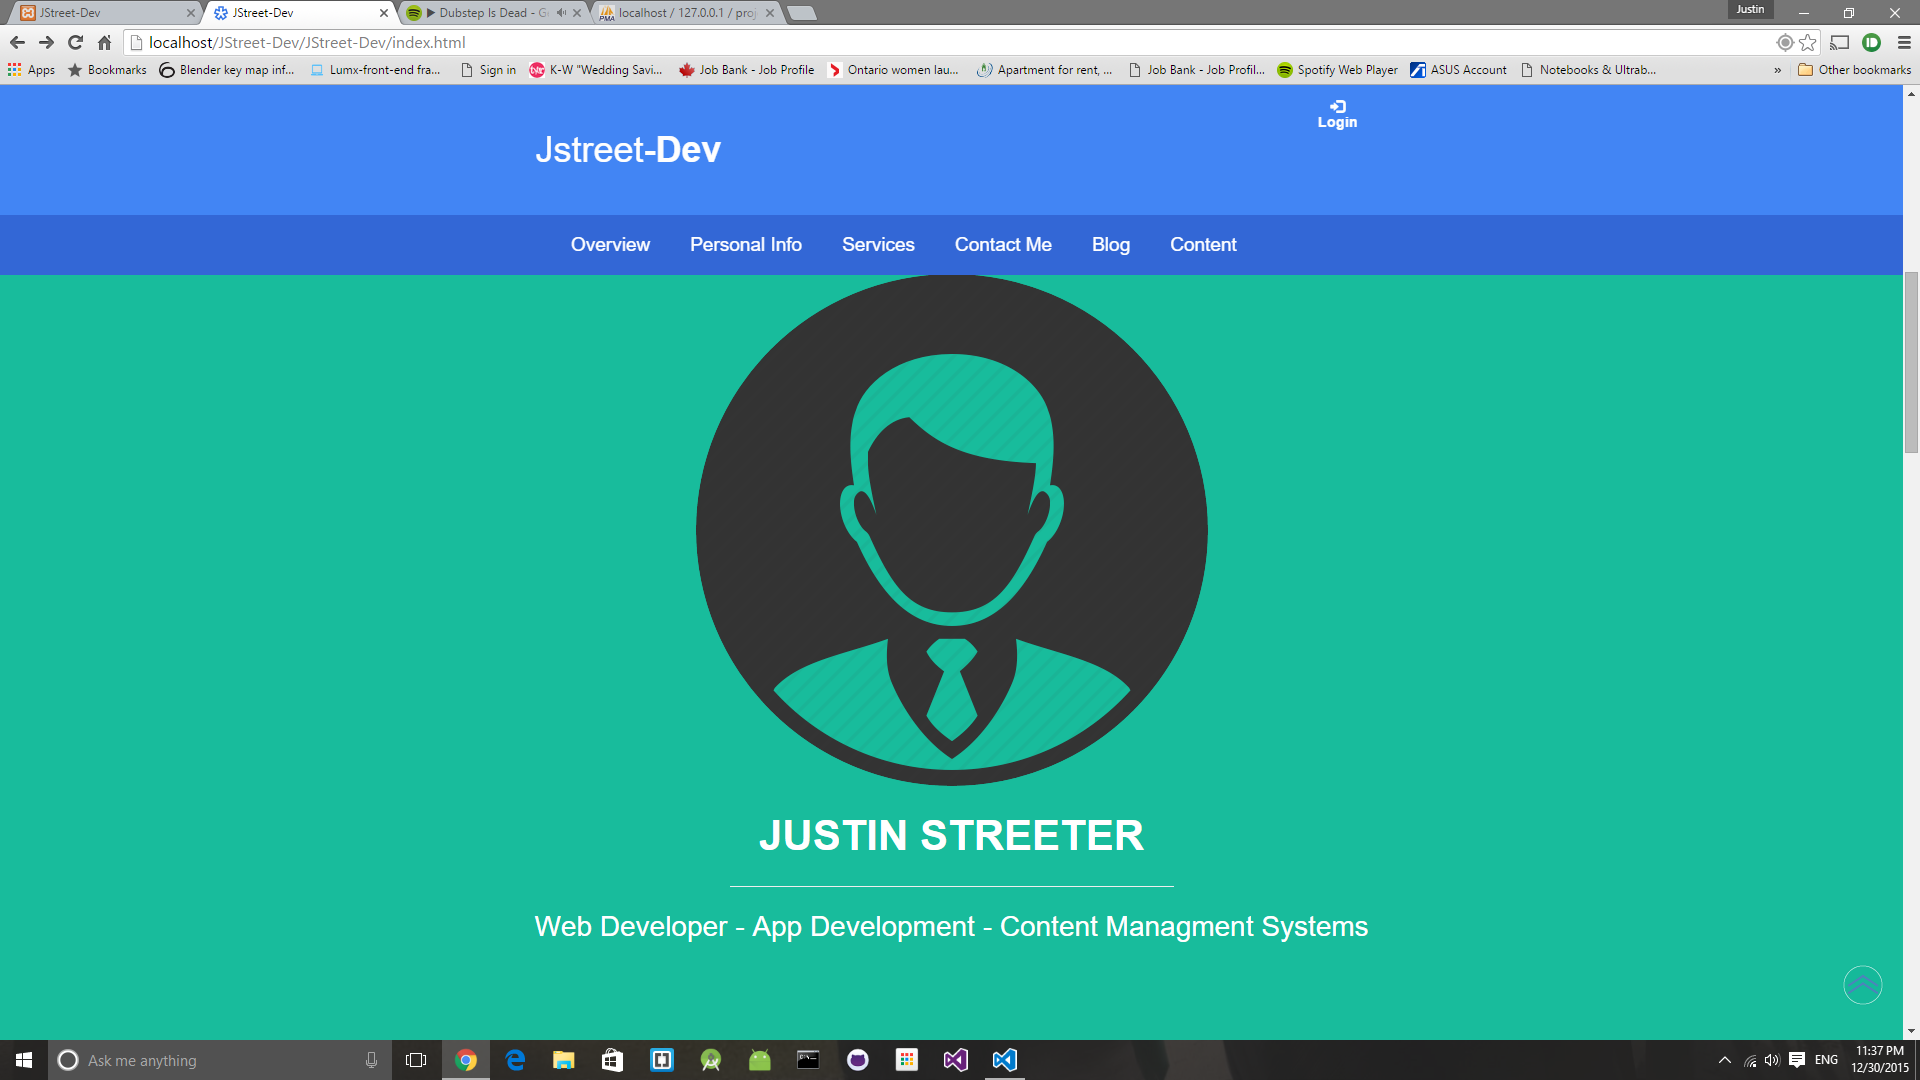 JStreet-Dev
JStreet-Dev
Dubstep Is Dead - G
localhost / 127.0.0.1 / pro
Justin
localhost/JStreet-Dev/JStreet-Dev/index.html
Apps
Bookmarks
Blender key map inf...
Lumx-front-end fra...
Sign in
K-W "Wedding Savi...
Job Bank - Job Profile
Ontario women lau...
Apartment for rent, ...
Job Bank - Job Profil...
Spotify Web Player
ASUS Account
Notebooks & Ultrab...
»
Other bookmarks
Login
Jstreet-Dev
Overview
Personal Info
Services
Contact Me
Blog
Content
JUSTIN STREETER
Web Developer - App Development - Content Managment Systems
Ask me anything
ENG
11:37 PM
12/30/2015